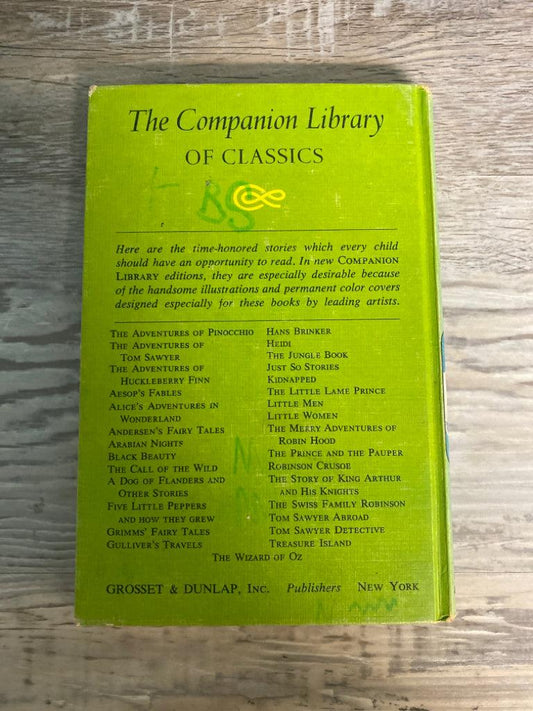 The Companion Library
OF CLASSICS
BS
Here are the time-honored stories which every child
should have an opportunity to read. In new COMPANION
LIBRARY editions, they are especially desirable because
of the handsome illustrations and permanent color covers
designed especially for these books by leading artists.
THE ADVENTURES OF PINOCCHIO
THE ADVENTURES OF
TOM SAWYER
THE ADVENTURES OF
HUCKLEBERRY FINN
AESOP'S FABLES
ALICE'S ADVENTURES IN
WONDERLAND
ANDERSEN'S FAIRY TALES
ARABIAN NIGHTS
BLACK BEAUTY
THE CALL OF THE WILD
A DOG OF FLANDERS AND
OTHER STORIES
FIVE LITTLE PEPPERS
AND HOW THEY GREW
GRIMMS' FAIRY TALES
GULLIVER'S TRAVELS
HANS BRINKER
HEIDI
THE JUNGLE BOOK
JUST SO STORIES
KIDNAPPED
THE LITTLE LAME PRINCE
LITTLE MEN
LITTLE WOMEN
THE MERRY ADVENTURES OF
ROBIN HOOD
THE PRINCE AND THE PAUPER
ROBINSON CRUSOE
THE STORY OF KING ARTHUR
AND HIS KNIGHTS
THE SWISS FAMILY ROBINSON
TOM SAWYER ABROAD
TOM SAWYER DETECTIVE
TREASURE ISLAND
THE WIZARD OF OZ
GROSSET & DUNLAP, INC. Publishers NEW YORK